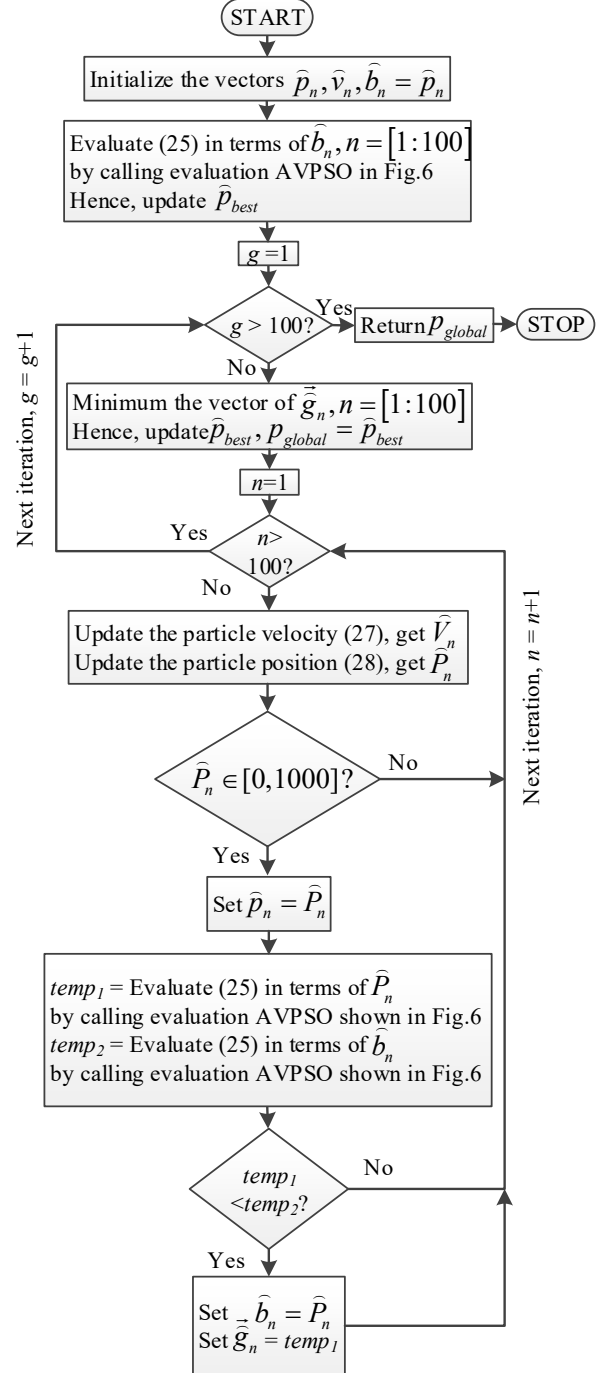 START
Initialize the vectors p̂ₙ, v̂ₙ, b̂ₙ = p̂ₙ
Evaluate (25) in terms of b̂ₙ, n = [1:100]
by calling evaluation AVPSO in Fig.6
Hence, update p̂_best
g =1
g > 100?
Yes
Return p_global
STOP
No
Next iteration, g = g+1
Minimum the vector of g⃗̂ₙ, n = [1:100]
Hence, update p̂_best, p_global = p̂_best
n=1
Yes
n>
100?
No
Update the particle velocity (27), get V̂ₙ
Update the particle position (28), get P̂ₙ
Next iteration, n = n+1
P̂ₙ ∈[0,1000]?
No
Yes
Set p̂ₙ = P̂ₙ
temp₁ = Evaluate (25) in terms of P̂ₙ
by calling evaluation AVPSO shown in Fig.6
temp₂ = Evaluate (25) in terms of b̂ₙ
by calling evaluation AVPSO shown in Fig.6
temp₁
<temp₂?
No
Yes
Set b̂ₙ = P̂ₙ
Set g⃗̂ₙ = temp₁